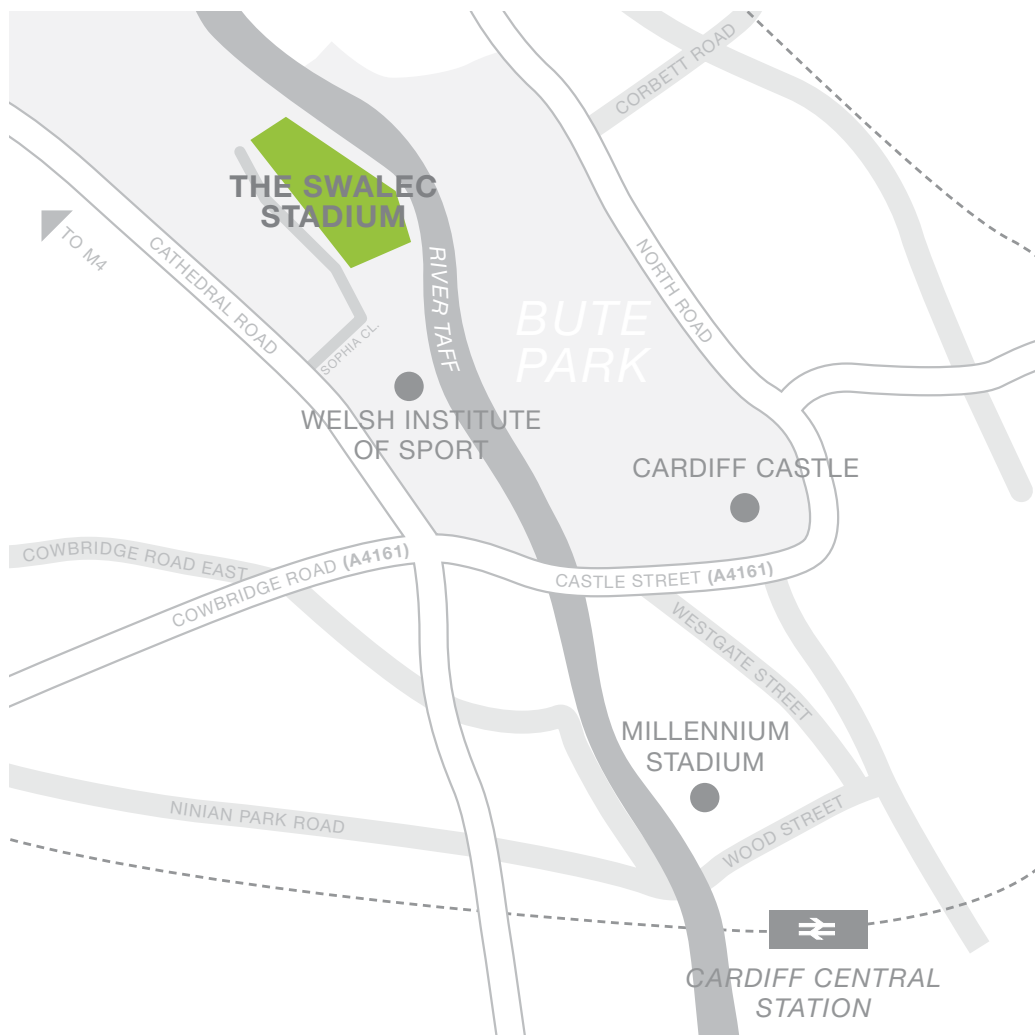 CORBETT ROAD
THE SWALEC
STADIUM
TO M4
CATHEDRAL ROAD
RIVER TAFF
NORTH ROAD
BUTE
PARK
SOPHIA CL.
WELSH INSTITUTE
OF SPORT
CARDIFF CASTLE
COWBRIDGE ROAD EAST
COWBRIDGE ROAD (A4161)
CASTLE STREET (A4161)
WESTGATE STREET
MILLENNIUM
STADIUM
NINIAN PARK ROAD
WOOD STREET
CARDIFF CENTRAL
STATION